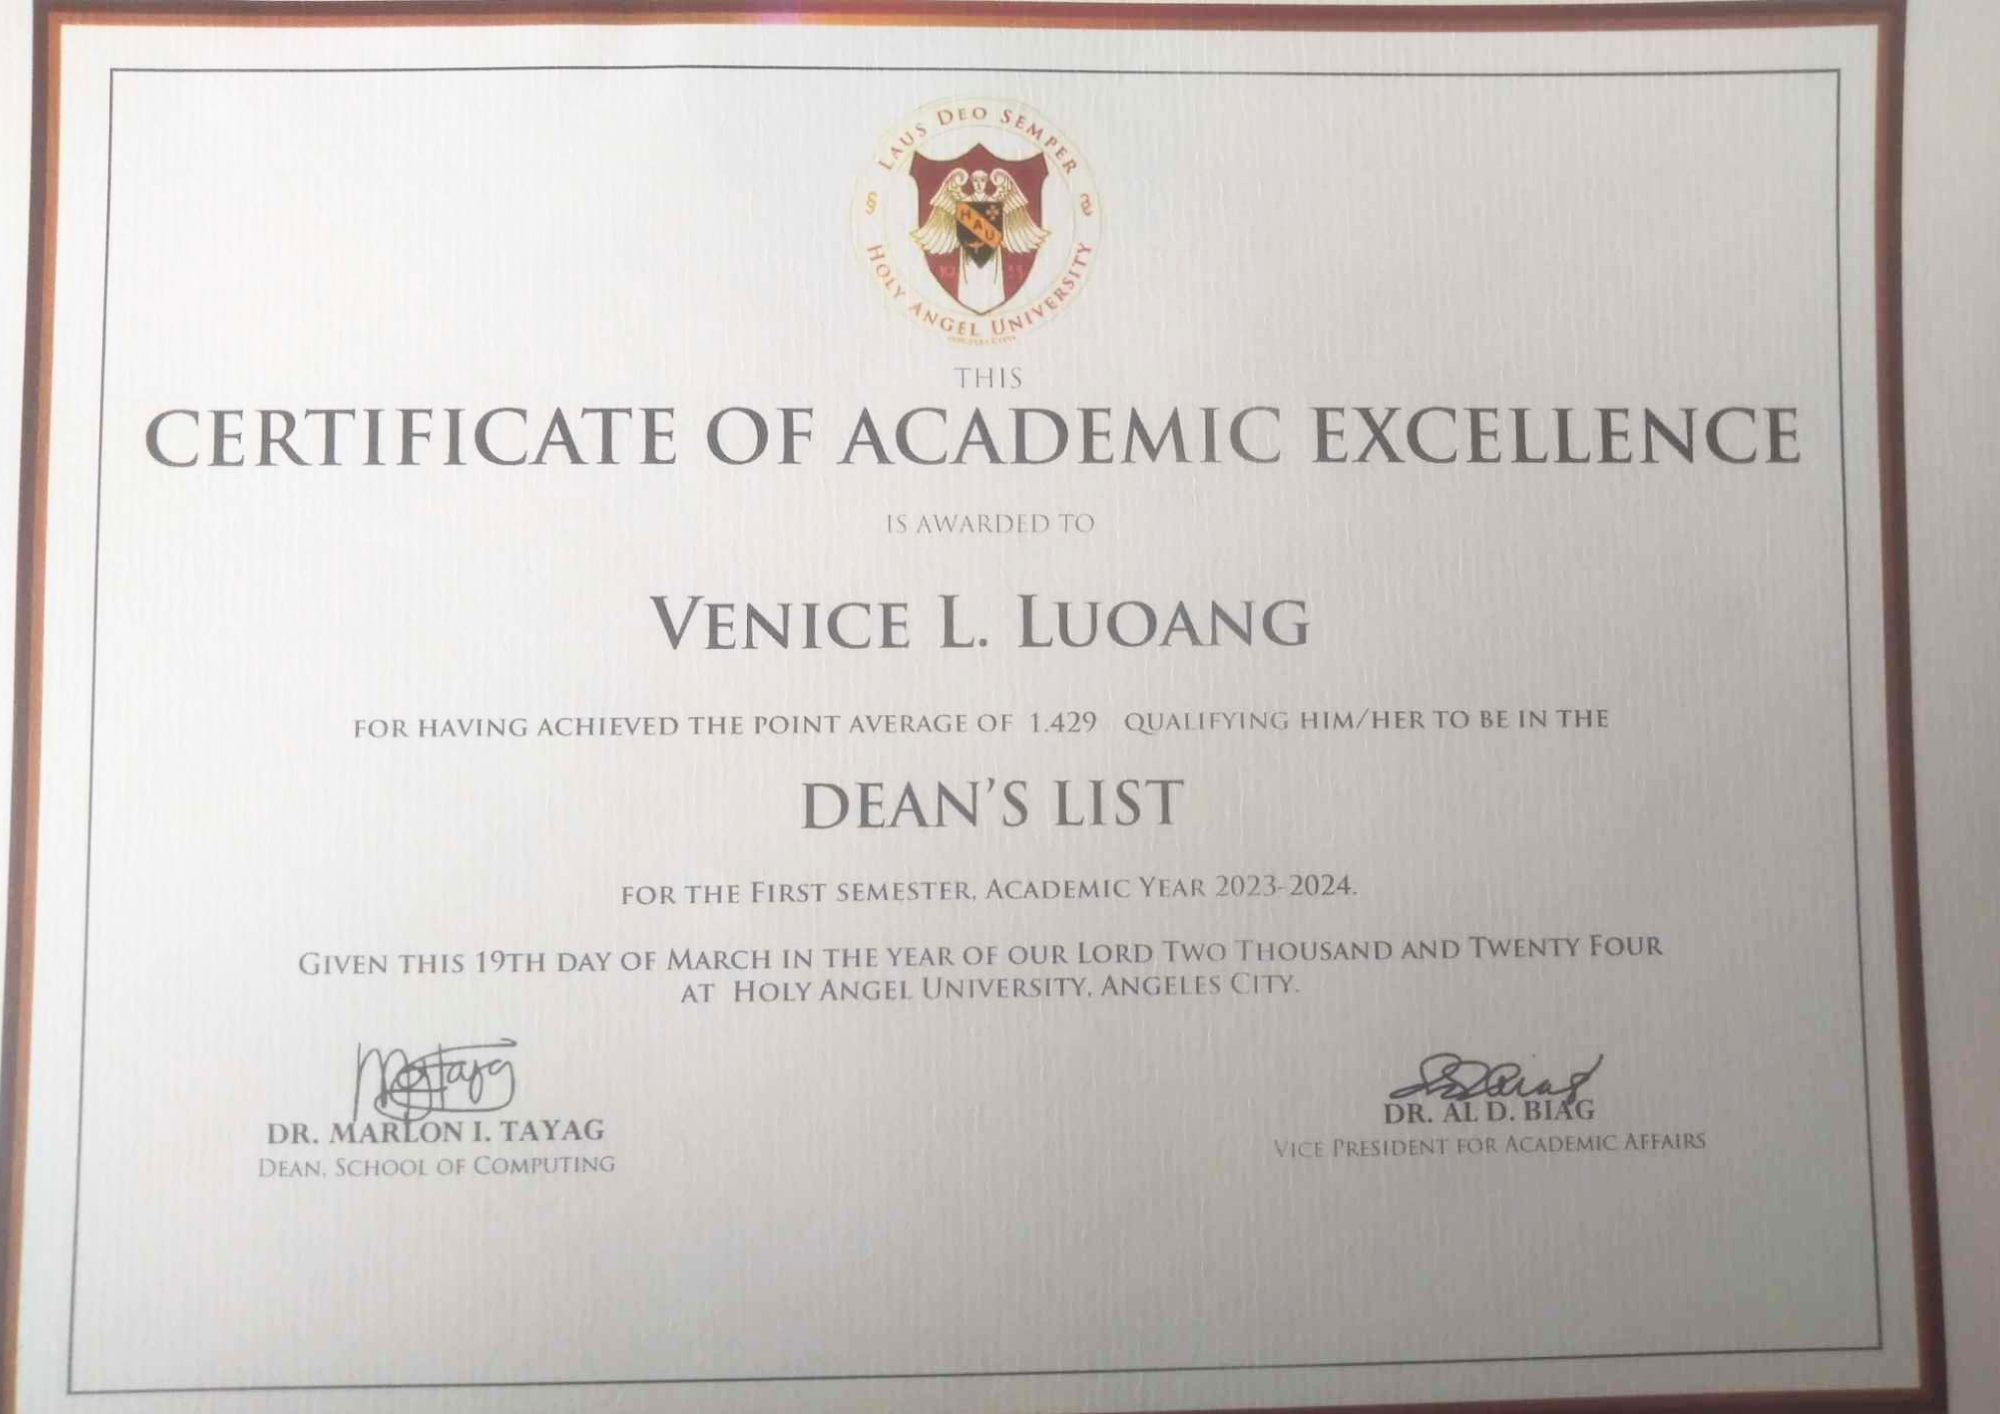 LAUS DEO SEMPER
HAU
HOLY ANGEL UNIVERSITY
THIS
CERTIFICATE OF ACADEMIC EXCELLENCE
IS AWARDED TO
VENICE L. LUOANG
FOR HAVING ACHIEVED THE POINT AVERAGE OF 1.429 QUALIFYING HIM/HER TO BE IN THE
DEAN'S LIST
FOR THE FIRST SEMESTER, ACADEMIC YEAR 2023-2024.
GIVEN THIS 19TH DAY OF MARCH IN THE YEAR OF OUR LORD TWO THOUSAND AND TWENTY FOUR
AT HOLY ANGEL UNIVERSITY, ANGELES CITY.
DR. MARLON I. TAYAG
DEAN, SCHOOL OF COMPUTING
DR. AL D. BIAG
VICE PRESIDENT FOR ACADEMIC AFFAIRS